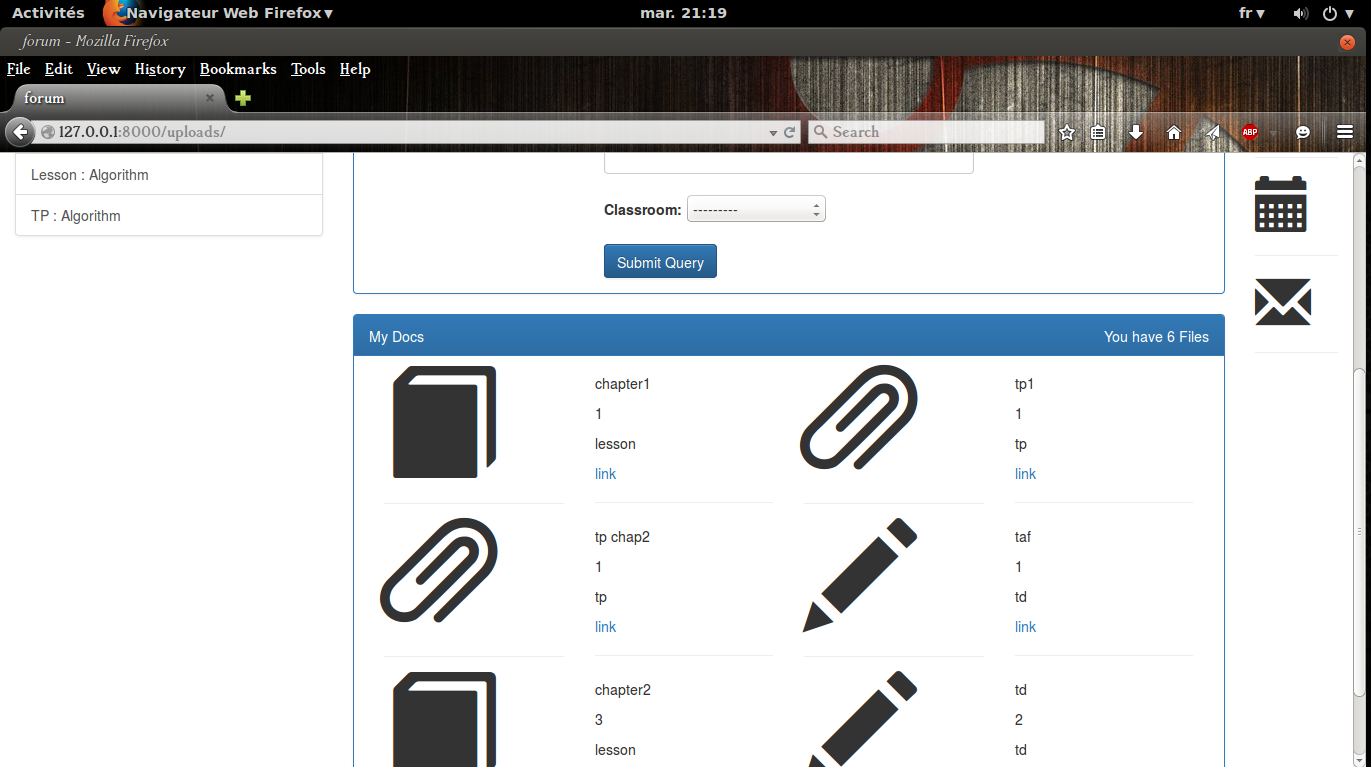 Activités Navigateur Web Firefox mar. 21:19 fr
forum - Mozilla Firefox
File Edit View History Bookmarks Tools Help
forum
127.0.0.1:8000/uploads/ Search ABP
Lesson : Algorithm
TP : Algorithm
Classroom: ---------
Submit Query
My Docs You have 6 Files
chapter1 tp1
1 1
lesson tp
link link
tp chap2 taf
1 1
tp td
link link
chapter2 td
3 2
lesson td